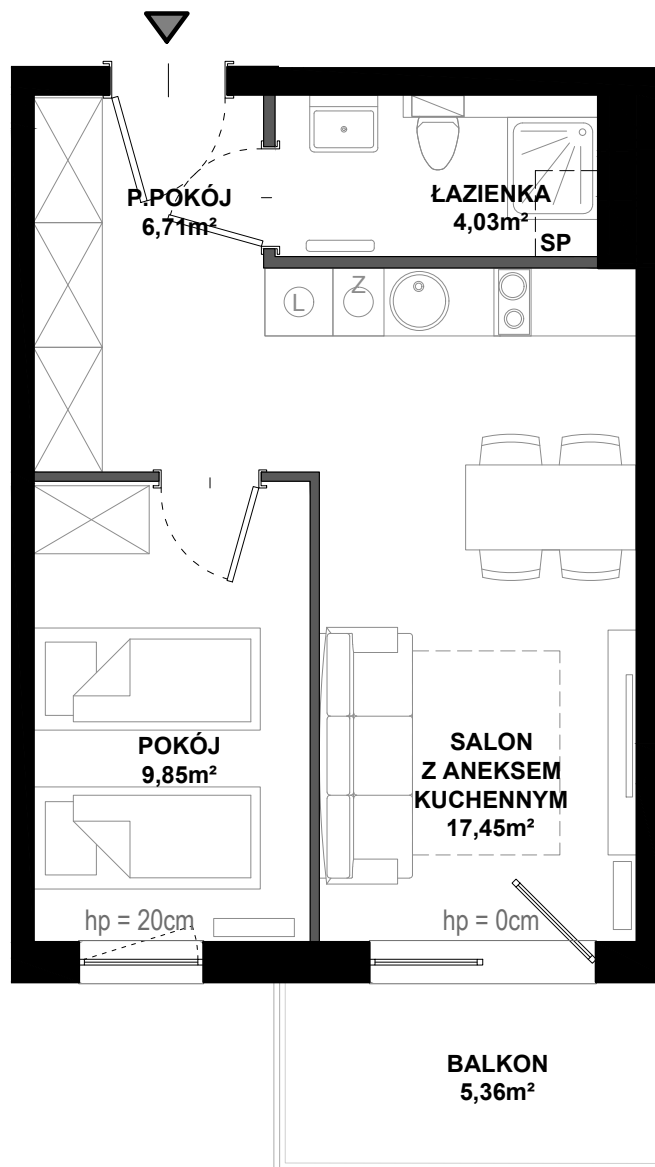 P.POKÓJ
6,71m²
ŁAZIENKA
4,03m²
SP
L
Z
POKÓJ
9,85m²
SALON
Z ANEKSEM
KUCHENNYM
17,45m²
hp = 20cm
hp = 0cm
BALKON
5,36m²